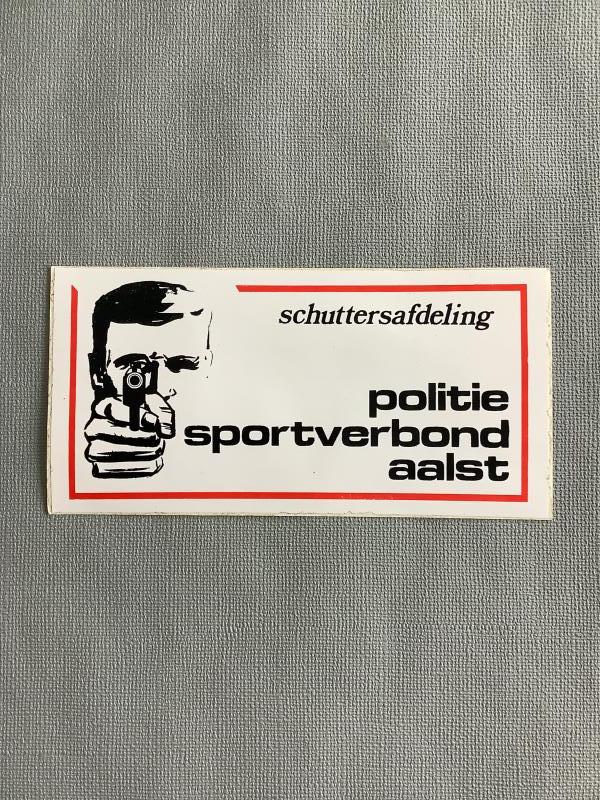 schuttersafdeling
politie
sportverbond
aalst